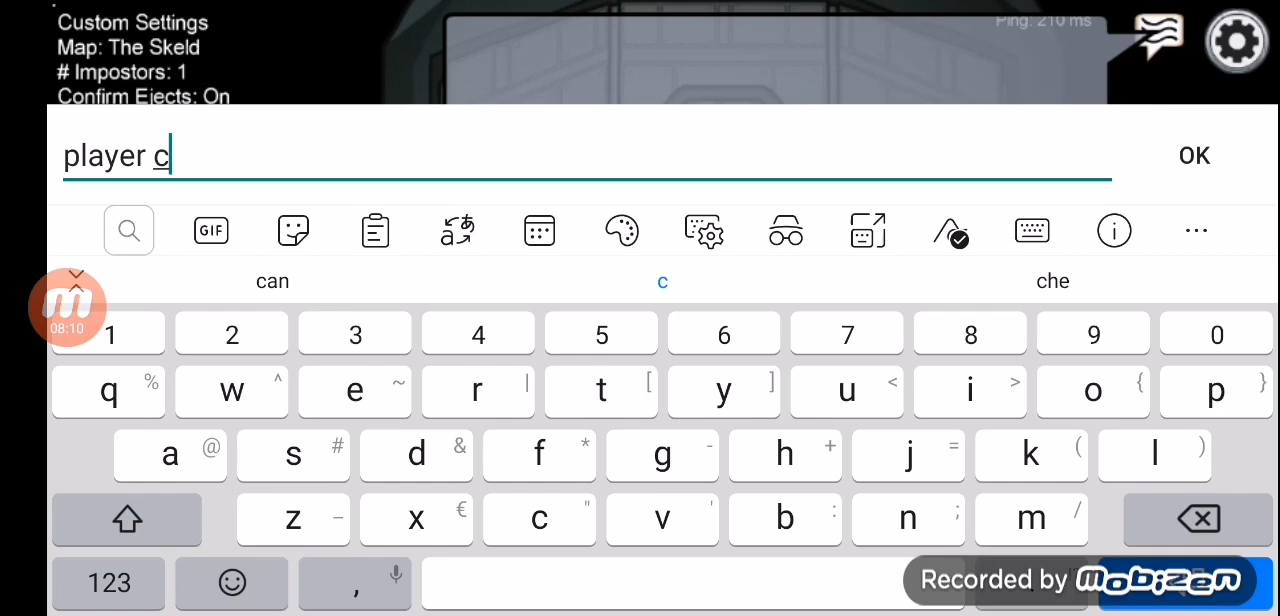 Custom Settings
Map: The Skeld
# Impostors: 1
Confirm Ejects: On
Ping: 210 ms
player c
OK
GIF
can c che
08:10
1 2 3 4 5 6 7 8 9 0
q % w ^ e ~ r | t [ y ] u < i > o { p }
a @ s # d & f * g - h + j = k ( l )
z _ x € c " v ' b : n ; m /
123 ,
Recorded by mobizen